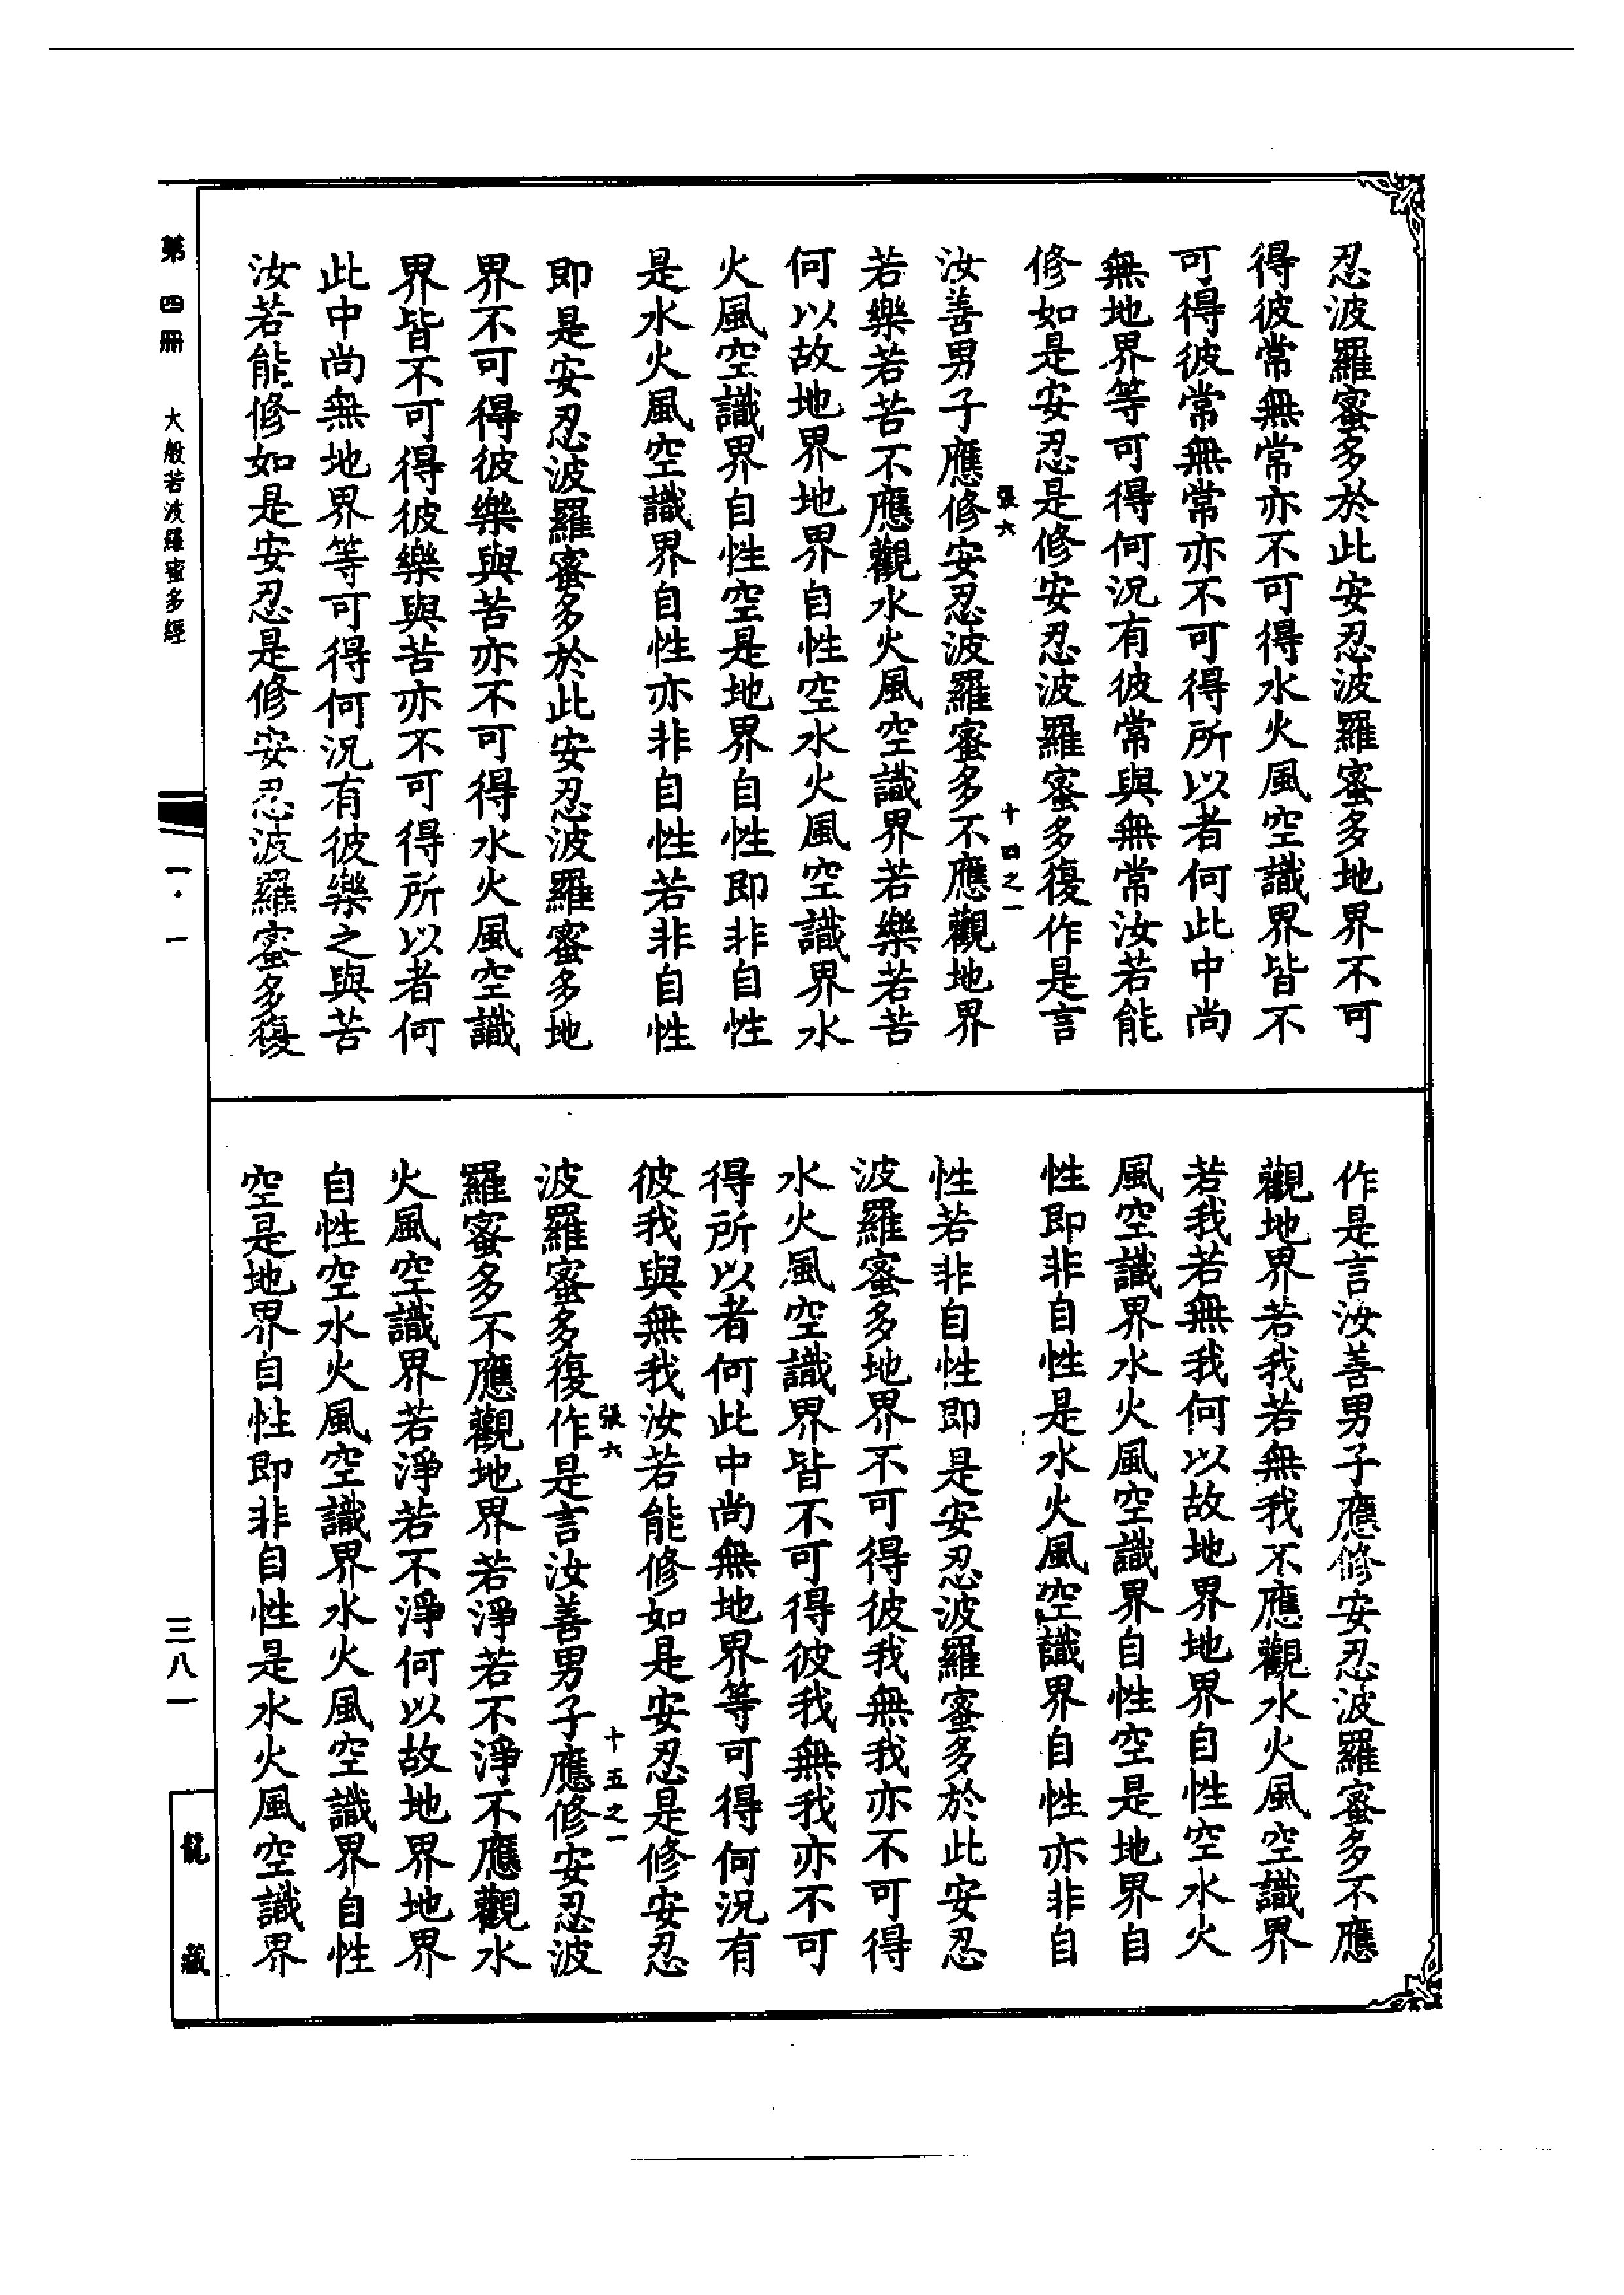 忍波羅蜜多於此安忍波羅蜜多地界不可
得彼常無常亦不可得水火風空識界皆不
可得彼常無常亦不可得所以者何此中尚
無地界等可得何況有彼常與無常汝若能
修如是安忍是修安忍波羅蜜多復作是言
張六
十四之一
汝善男子應修安忍波羅蜜多不應觀地界
若樂若苦不應觀水火風空識界若樂若苦
何以故地界地界自性空水火風空識界水
火風空識界自性空是地界自性即非自性
是水火風空識界自性亦非自性若非自性
即是安忍波羅蜜多於此安忍波羅蜜多地
界不可得彼樂與苦亦不可得水火風空識
界皆不可得彼樂與苦亦不可得所以者何
此中尚無地界等可得何況有彼樂之與苦
汝若能修如是安忍是修安忍波羅蜜多復
作是言汝善男子應修安忍波羅蜜多不應
觀地界若我若無我不應觀水火風空識界
若我若無我何以故地界地界自性空水火
風空識界水火風空識界自性空是地界自
性即非自性是水火風空識界自性亦非自
性若非自性即是安忍波羅蜜多於此安忍
波羅蜜多地界不可得彼我無我亦不可得
水火風空識界皆不可得彼我無我亦不可
得所以者何此中尚無地界等可得何況有
彼我與無我汝若能修如是安忍是修安忍
張六
十五之一
波羅蜜多復作是言汝善男子應修安忍波
羅蜜多不應觀地界若淨若不淨不應觀水
火風空識界若淨若不淨何以故地界地界
自性空水火風空識界水火風空識界自性
空是地界自性即非自性是水火風空識界
第四冊 大般若波羅蜜多經
一·一
三八一
龍藏